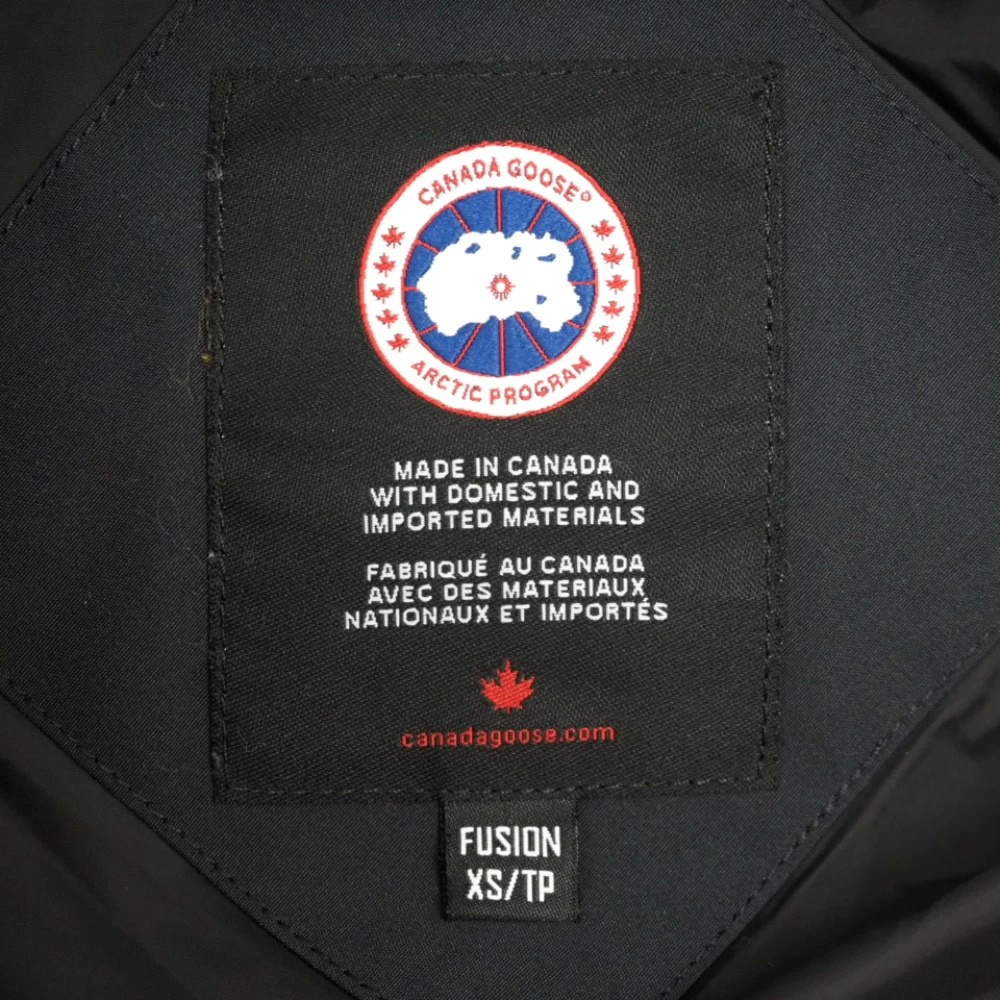 CANADA GOOSE®
ARCTIC PROGRAM
MADE IN CANADA
WITH DOMESTIC AND
IMPORTED MATERIALS
FABRIQUÉ AU CANADA
AVEC DES MATERIAUX
NATIONAUX ET IMPORTÉS
canadagoose.com
FUSION
XS/TP